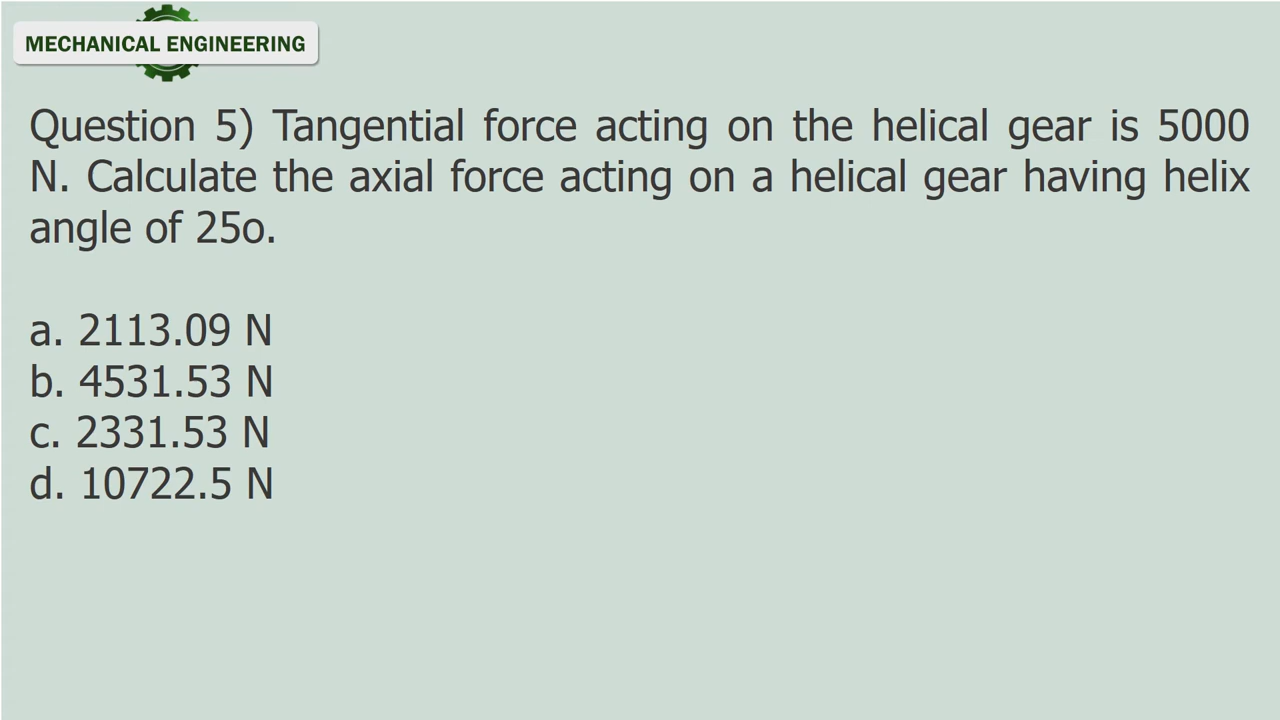 MECHANICAL ENGINEERING
Question 5) Tangential force acting on the helical gear is 5000
N. Calculate the axial force acting on a helical gear having helix
angle of 25o.
a. 2113.09 N
b. 4531.53 N
c. 2331.53 N
d. 10722.5 N